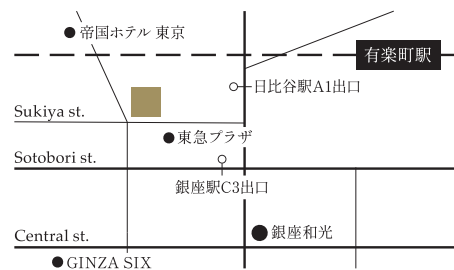 帝国ホテル 東京
有楽町駅
日比谷駅A1出口
Sukiya st.
東急プラザ
Sotobori st.
銀座駅C3出口
Central st.
銀座和光
GINZA SIX